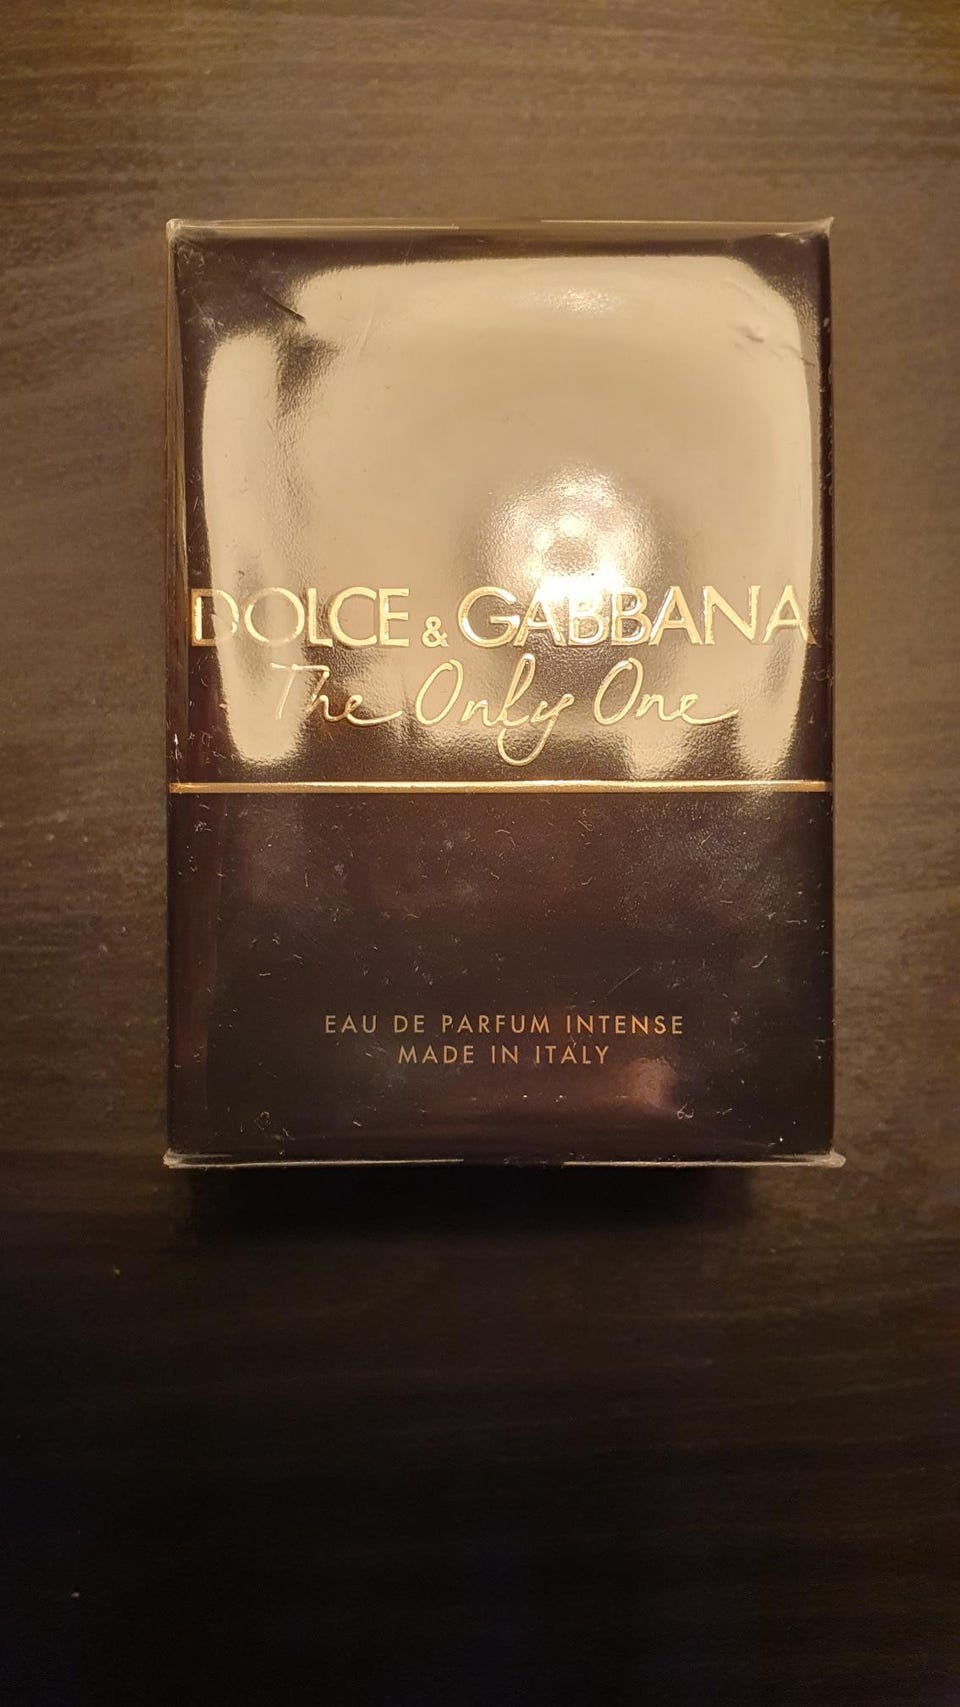 DOLCE & GABBANA
The Only One
EAU DE PARFUM INTENSE
MADE IN ITALY